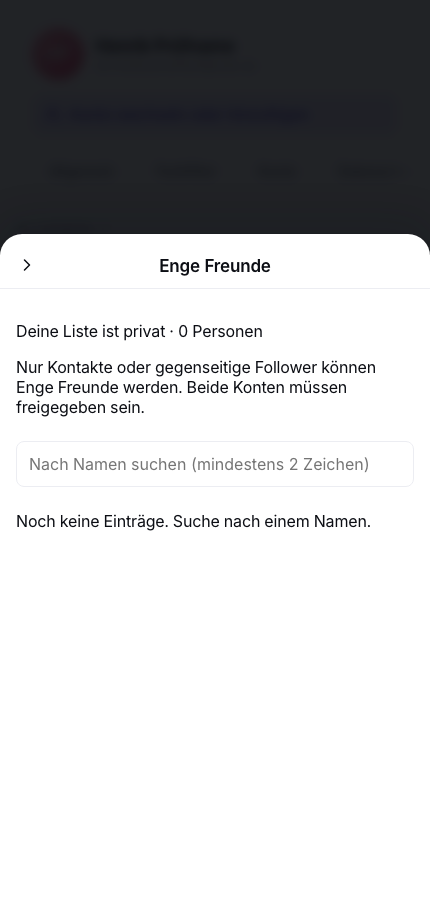 Enge Freunde
Deine Liste ist privat · 0 Personen
Nur Kontakte oder gegenseitige Follower können
Enge Freunde werden. Beide Konten müssen
freigegeben sein.
Nach Namen suchen (mindestens 2 Zeichen)
Noch keine Einträge. Suche nach einem Namen.